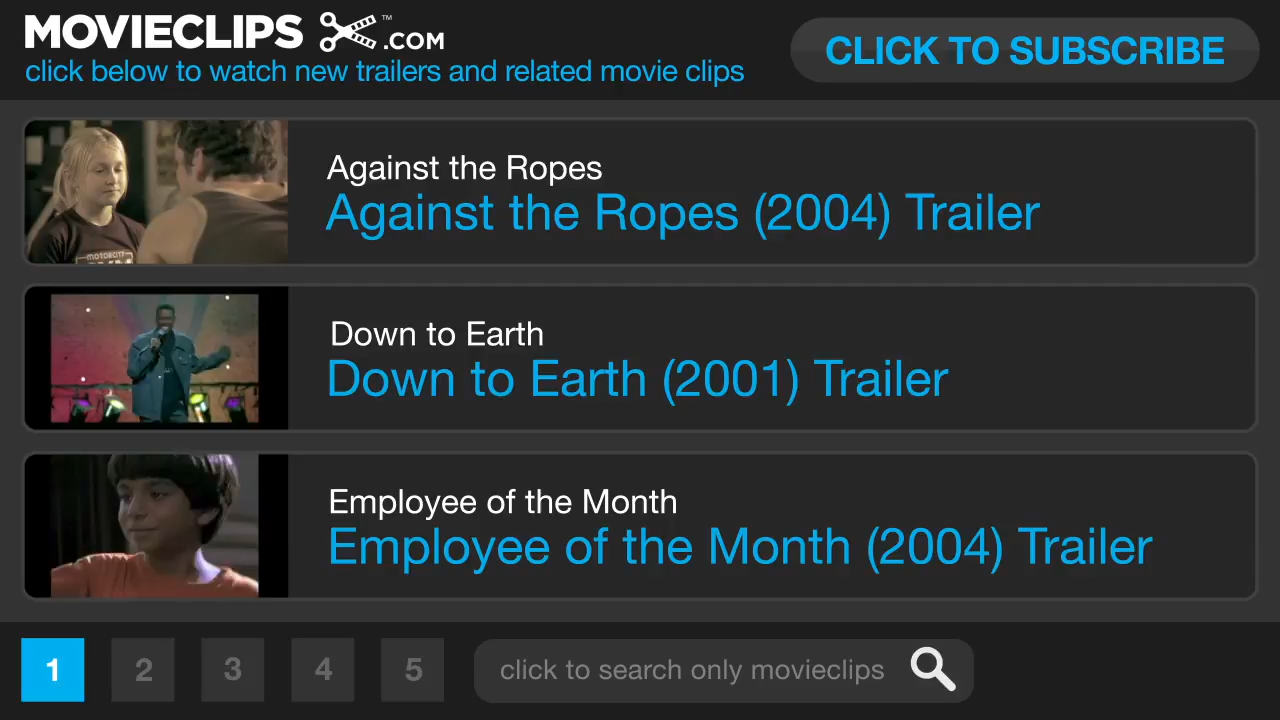 MOVIECLIPS .COM™
click below to watch new trailers and related movie clips
CLICK TO SUBSCRIBE
MOTORCITY
Against the Ropes
Against the Ropes (2004) Trailer
Down to Earth
Down to Earth (2001) Trailer
Employee of the Month
Employee of the Month (2004) Trailer
1 2 3 4 5
click to search only movieclips